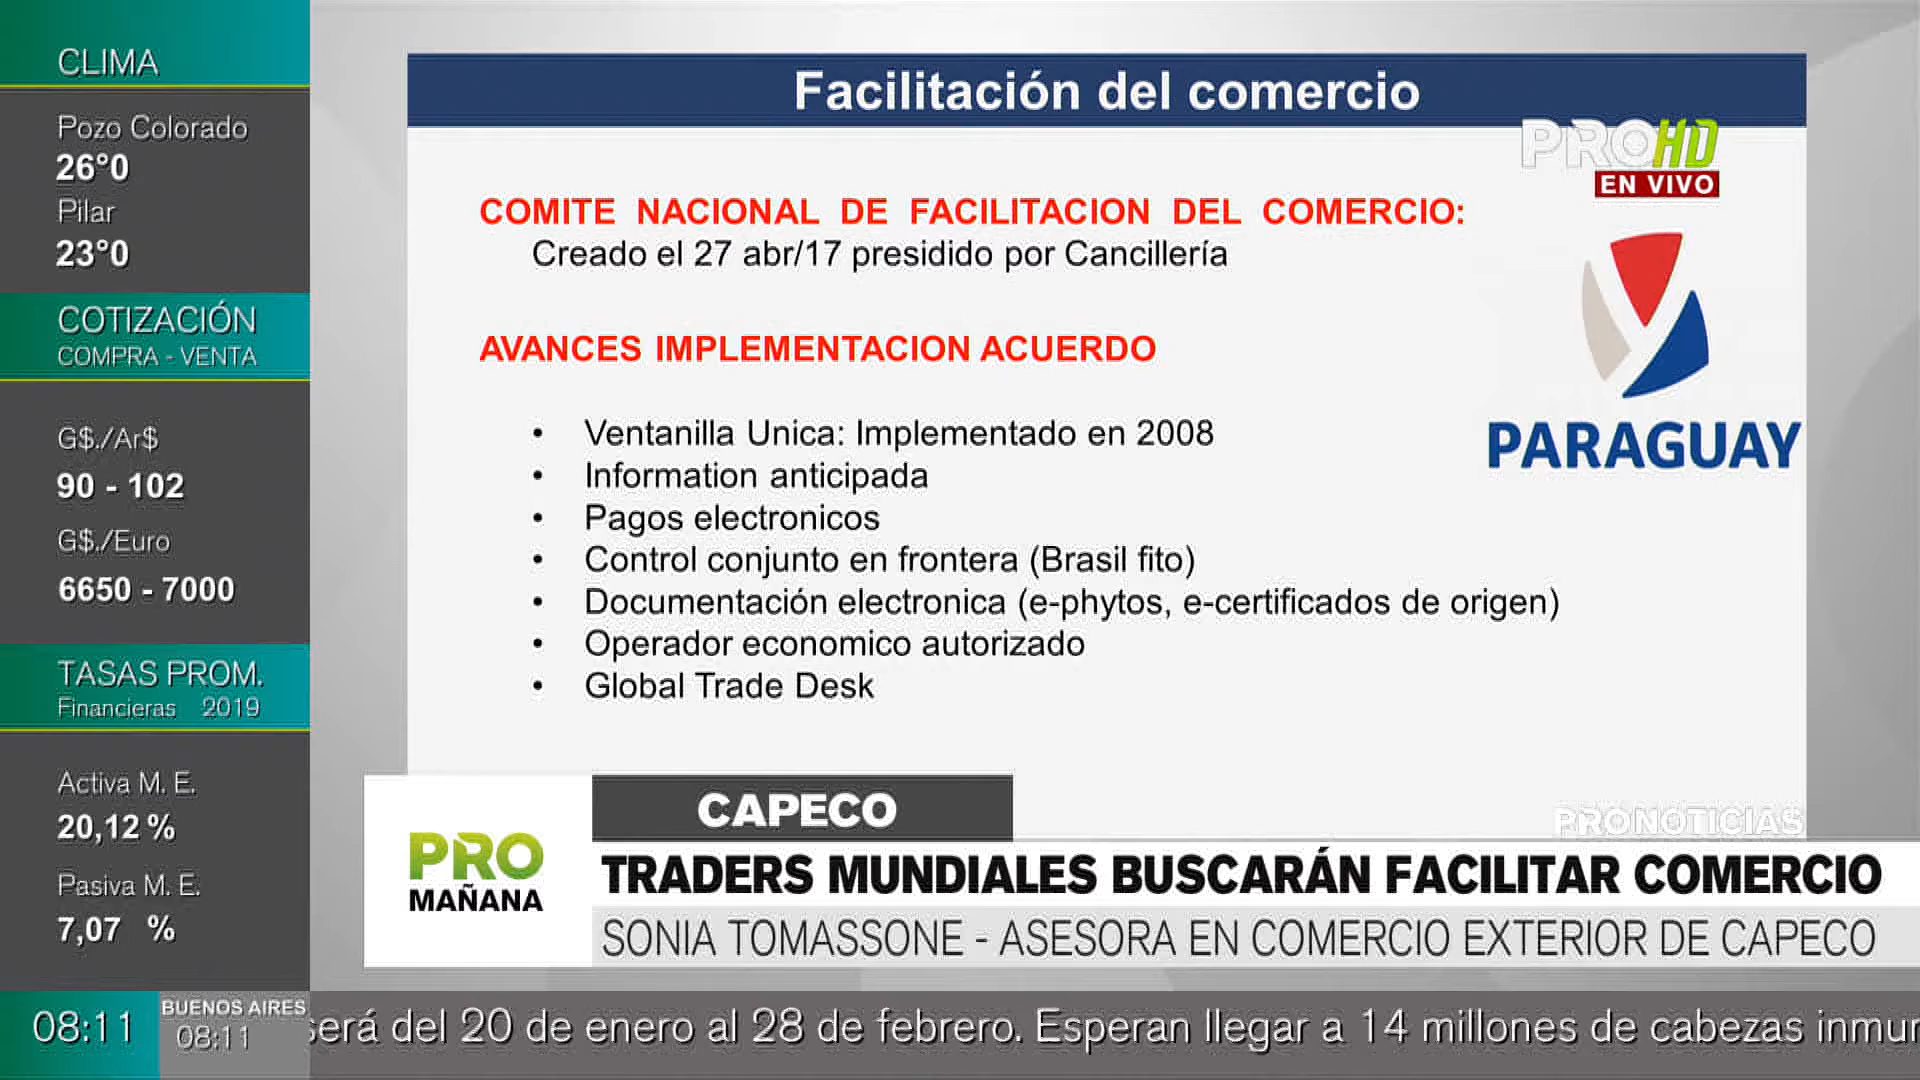 CLIMA
Pozo Colorado
26°0
Pilar
23°0
COTIZACIÓN
COMPRA - VENTA
G$./Ar$
90 - 102
G$./Euro
6650 - 7000
TASAS PROM.
Financieras 2019
Activa M. E.
20,12 %
Pasiva M. E.
7,07 %
Facilitación del comercio
PRO HD
EN VIVO
COMITE NACIONAL DE FACILITACION DEL COMERCIO:
Creado el 27 abr/17 presidido por Cancillería
AVANCES IMPLEMENTACION ACUERDO
• Ventanilla Unica: Implementado en 2008
• Information anticipada
• Pagos electronicos
• Control conjunto en frontera (Brasil fito)
• Documentación electronica (e-phytos, e-certificados de origen)
• Operador economico autorizado
• Global Trade Desk
PARAGUAY
PRONOTICIAS
PRO
MAÑANA
CAPECO
TRADERS MUNDIALES BUSCARÁN FACILITAR COMERCIO
SONIA TOMASSONE - ASESORA EN COMERCIO EXTERIOR DE CAPECO
08:11
BUENOS AIRES
08:11
será del 20 de enero al 28 de febrero. Esperan llegar a 14 millones de cabezas inmun